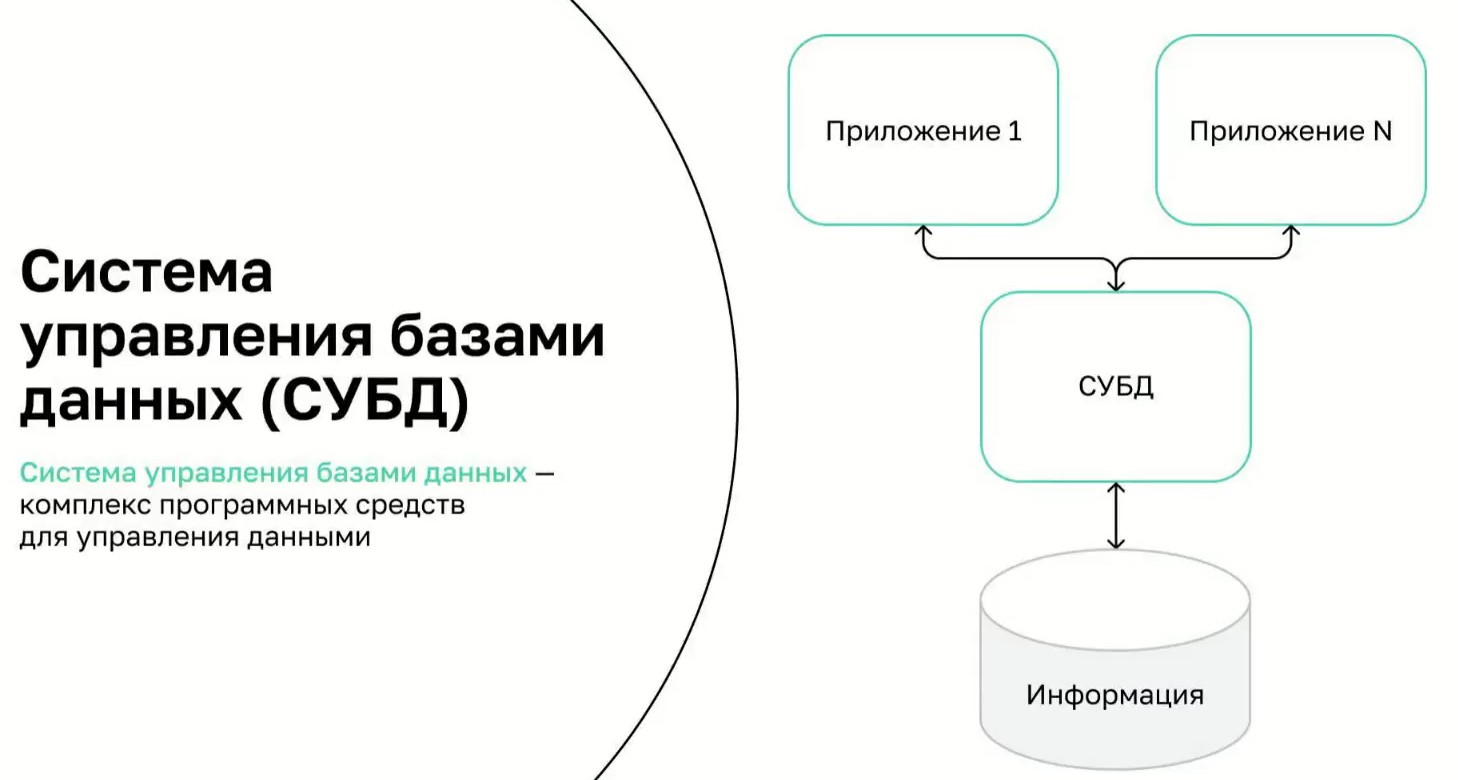 Система
управления базами
данных (СУБД)
Система управления базами данных —
комплекс программных средств
для управления данными
Приложение 1
Приложение N
СУБД
Информация